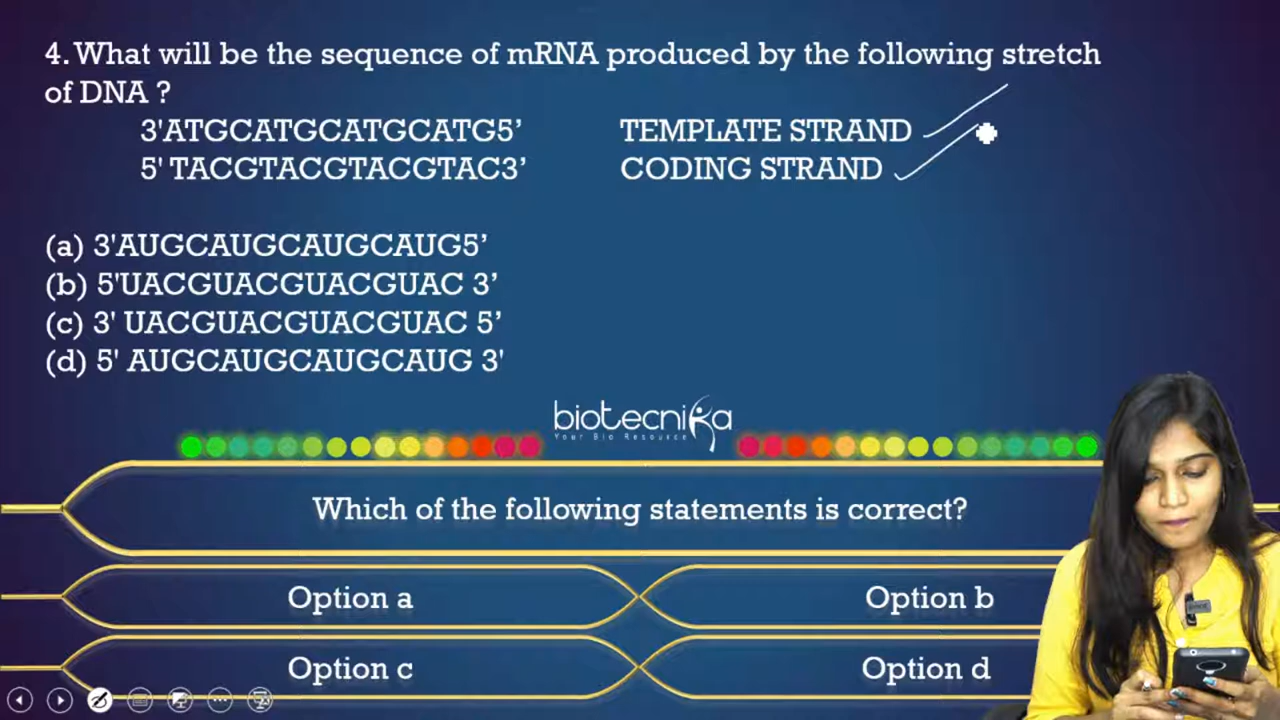 4. What will be the sequence of mRNA produced by the following stretch
of DNA ?
3'ATGCATGCATGCATG5’ TEMPLATE STRAND
5' TACGTACGTACGTAC3’ CODING STRAND
(a) 3'AUGCAUGCAUGCAUG5’
(b) 5'UACGUACGUACGUAC 3’
(c) 3' UACGUACGUACGUAC 5’
(d) 5' AUGCAUGCAUGCAUG 3'
biotecnika
Your Bio Resource
Which of the following statements is correct?
Option a Option b
Option c Option d